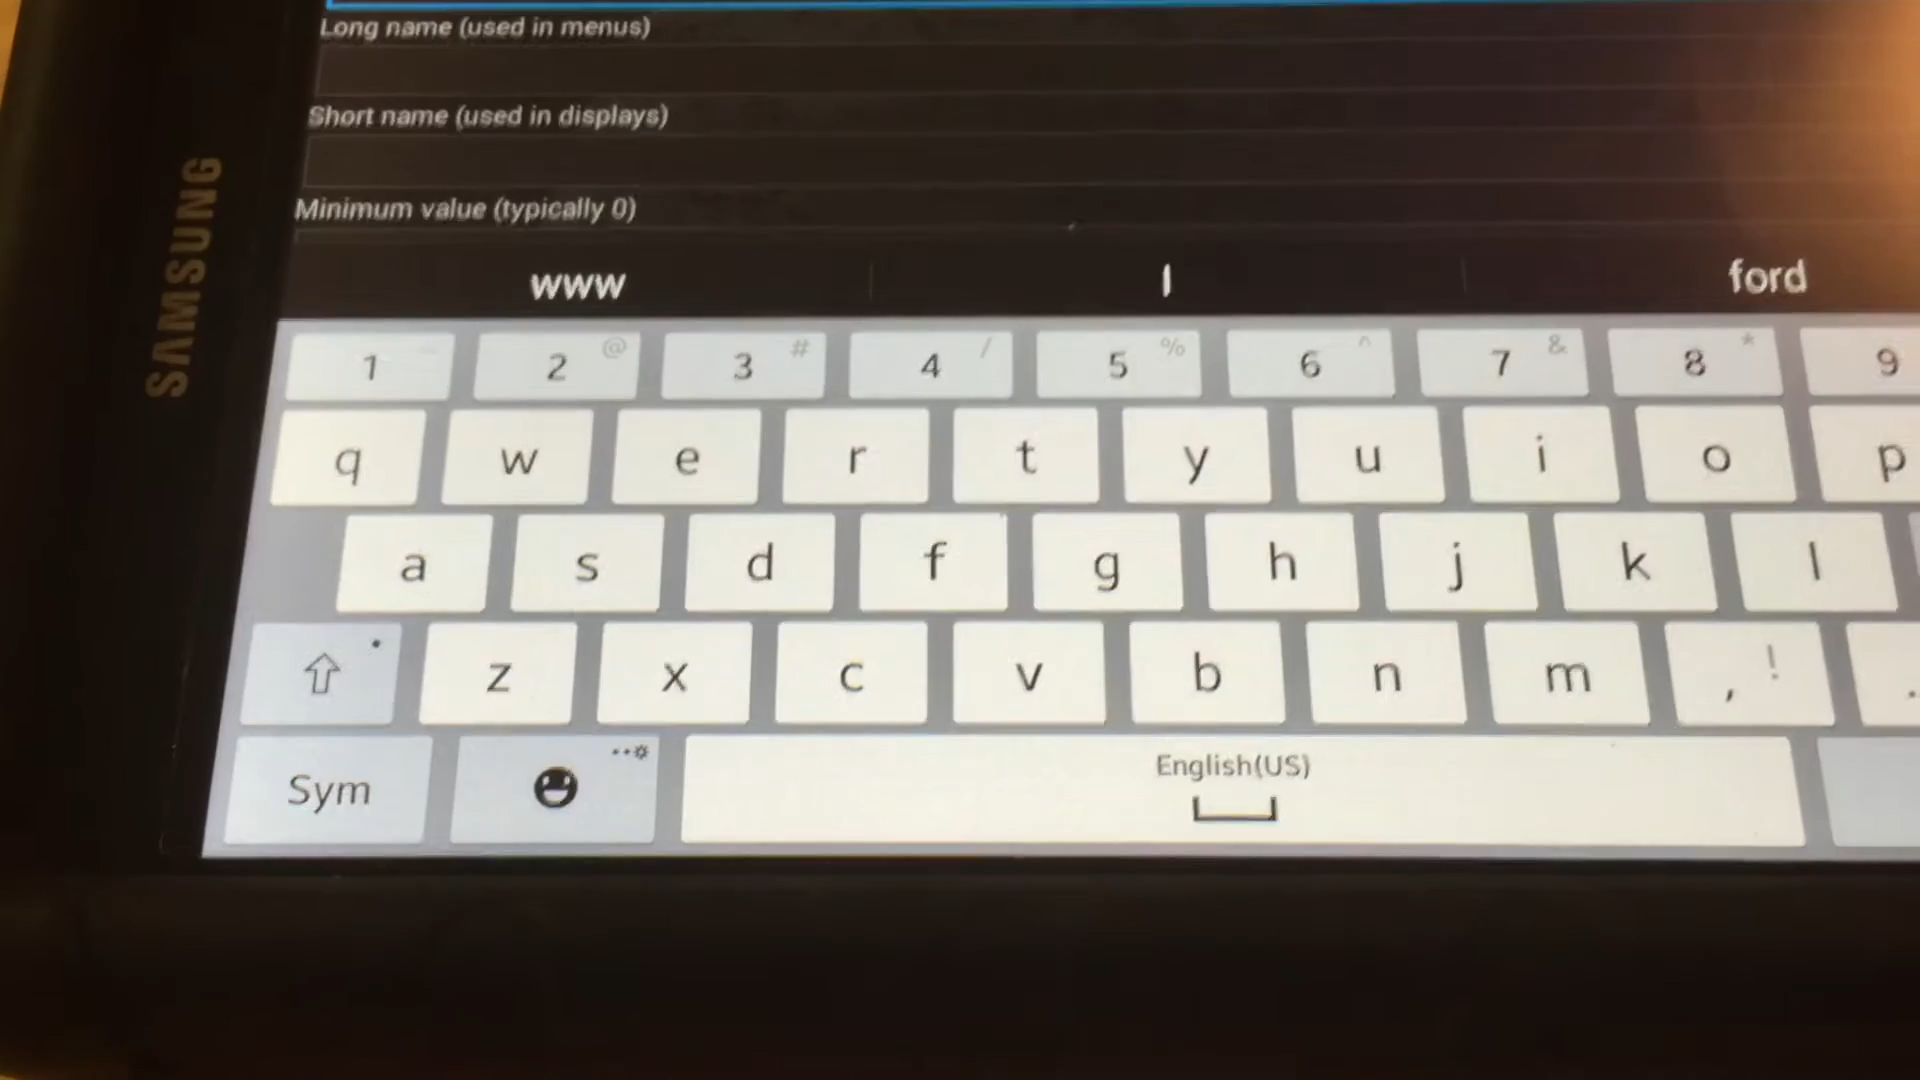 Long name (used in menus)
Short name (used in displays)
Minimum value (typically 0)
SAMSUNG
www I ford
1 2 @ 3 # 4 / 5 % 6 ^ 7 & 8 * 9
q w e r t y u i o p
a s d f g h j k l
z x c v b n m , ! .
Sym English(US)